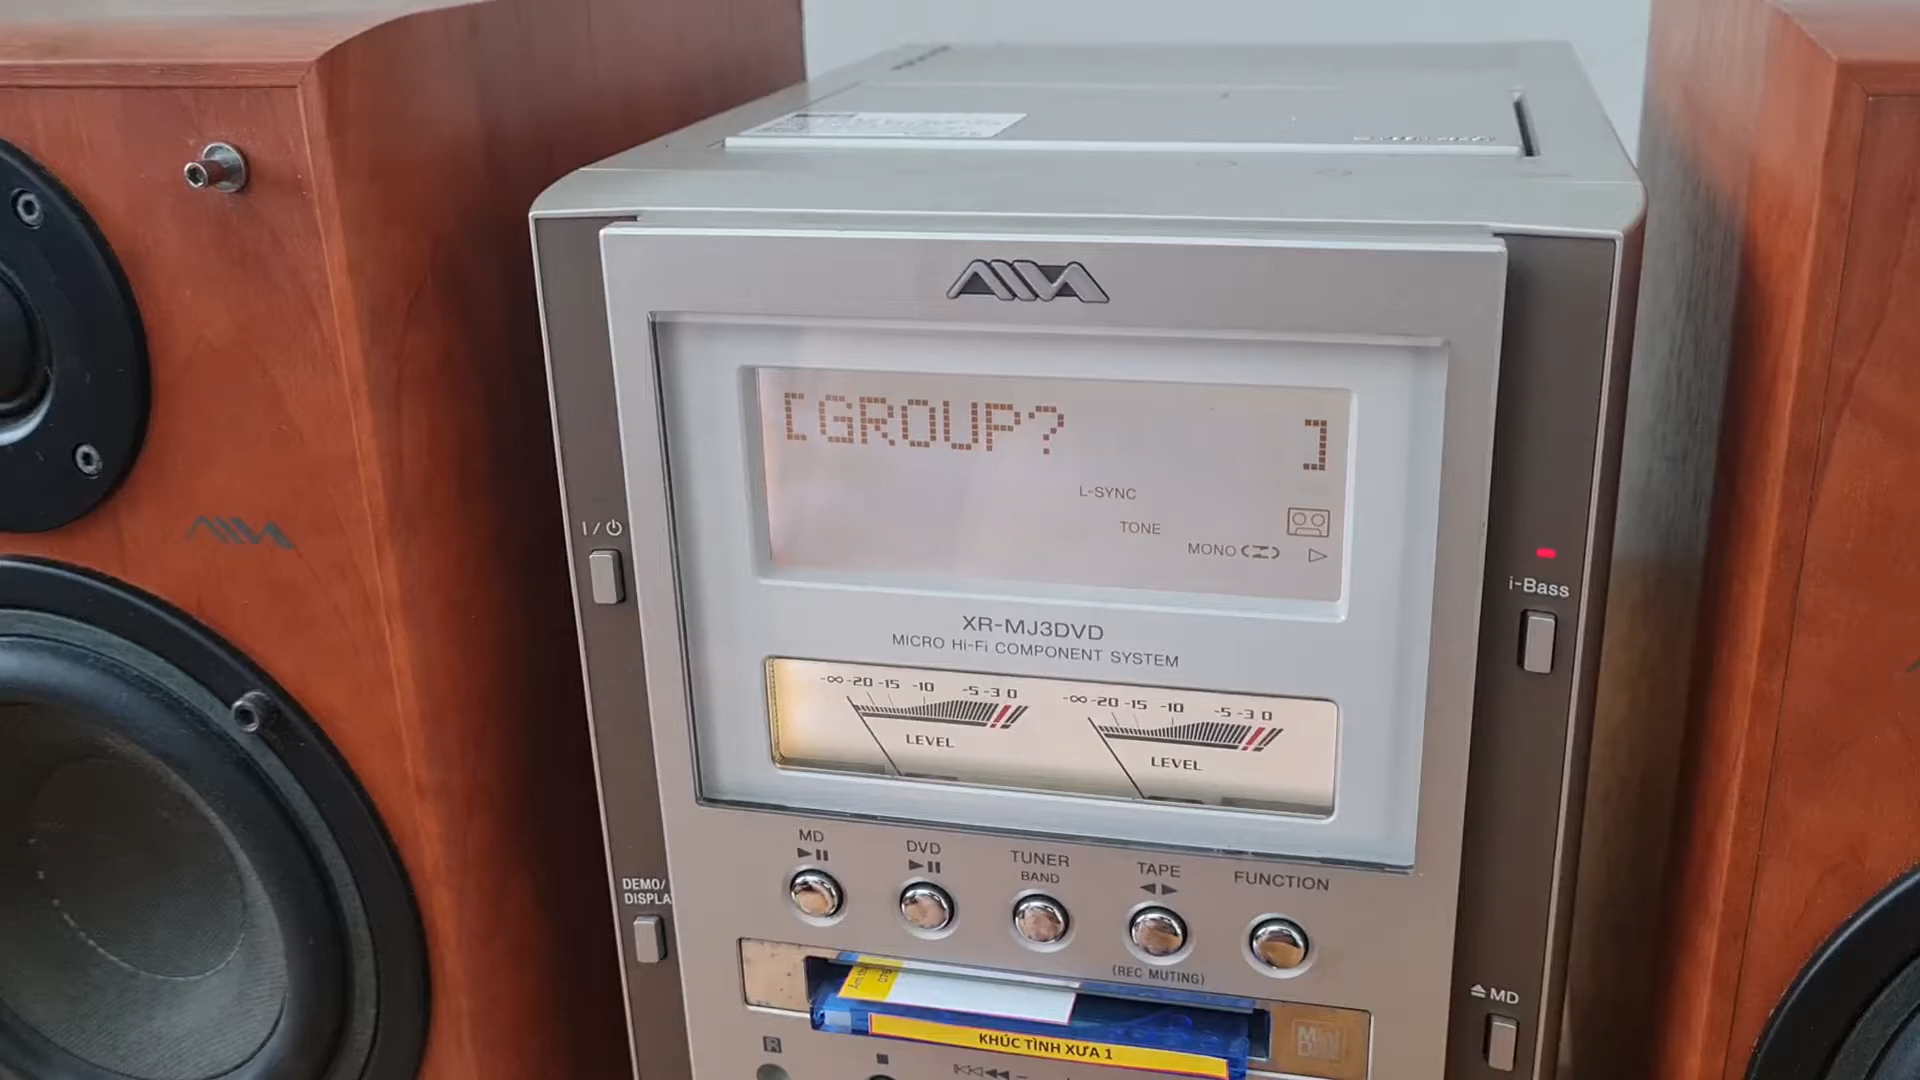 AIWA
[GROUP? ]
L-SYNC
TONE
MONO
I/⏻
i-Bass
XR-MJ3DVD
MICRO Hi-Fi COMPONENT SYSTEM
-∞ -20 -15 -10 -5 -3 0
LEVEL
-∞ -20 -15 -10 -5 -3 0
LEVEL
MD
▶❚❚
DVD
▶❚❚
TUNER
BAND
TAPE
◀ ▶
FUNCTION
(REC MUTING)
DEMO/
DISPLA
⏏MD
KHÚC TÌNH XƯA 1
Mini
AIWA